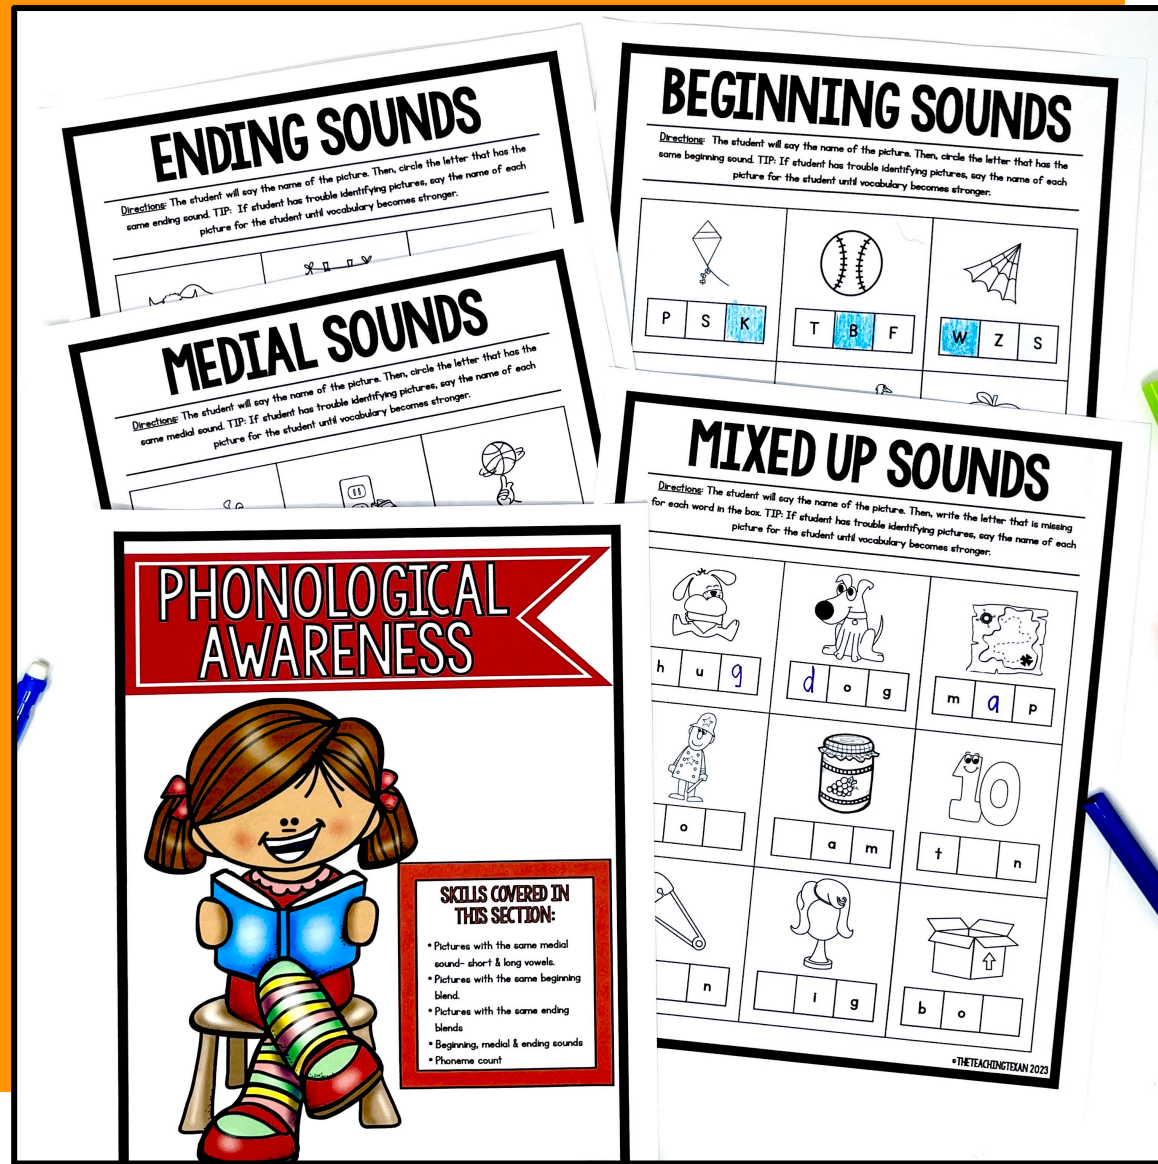 ENDING SOUNDS
Directions: The student will say the name of the picture. Then, circle the letter that has the
same ending sound. TIP: If student has trouble identifying pictures, say the name of each
picture for the student until vocabulary becomes stronger.
BEGINNING SOUNDS
Directions: The student will say the name of the picture. Then, circle the letter that has the
same beginning sound. TIP: If student has trouble identifying pictures, say the name of each
picture for the student until vocabulary becomes stronger.
P S K
T B F
W Z S
MEDIAL SOUNDS
Directions: The student will say the name of the picture. Then, circle the letter that has the
same medial sound. TIP: If student has trouble identifying pictures, say the name of each
picture for the student until vocabulary becomes stronger.
MIXED UP SOUNDS
Directions: The student will say the name of the picture. Then, write the letter that is missing
for each word in the box. TIP: If student has trouble identifying pictures, say the name of each
picture for the student until vocabulary becomes stronger.
h u g
d o g
m a p
10
o
a m
t n
n
i g
b o
©THETEACHINGTEXAN 2023
PHONOLOGICAL
AWARENESS
SKILLS COVERED IN
THIS SECTION:
• Pictures with the same medial
sound- short & long vowels.
• Pictures with the same beginning
blend.
• Pictures with the same ending
blends
• Beginning, medial & ending sounds
• Phoneme count